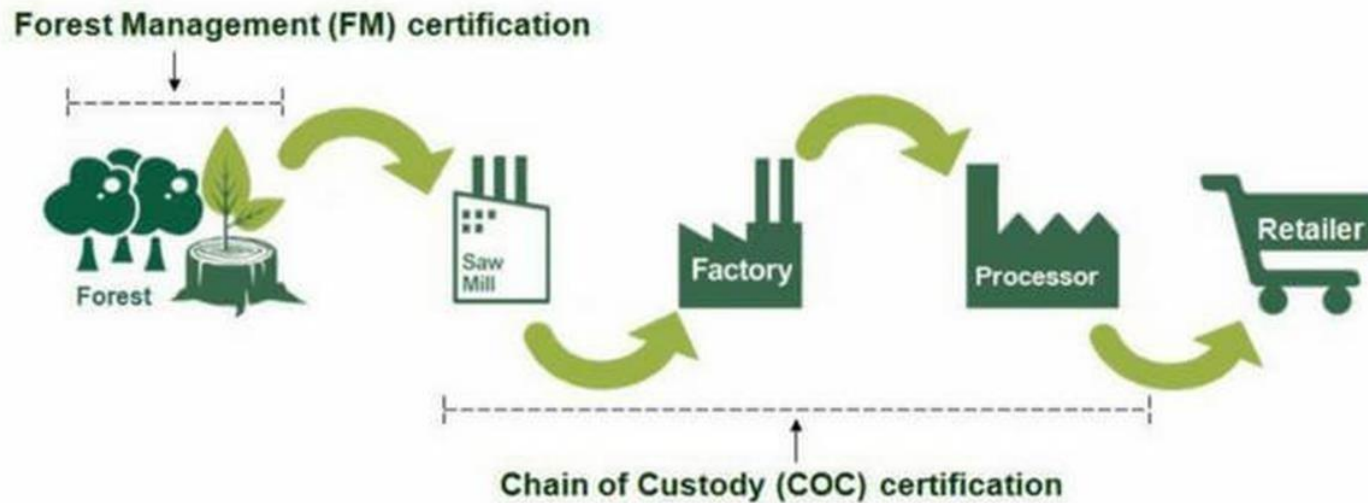 Forest Management (FM) certification
Forest
Saw
Mill
Factory
Processor
Retailer
Chain of Custody (COC) certification